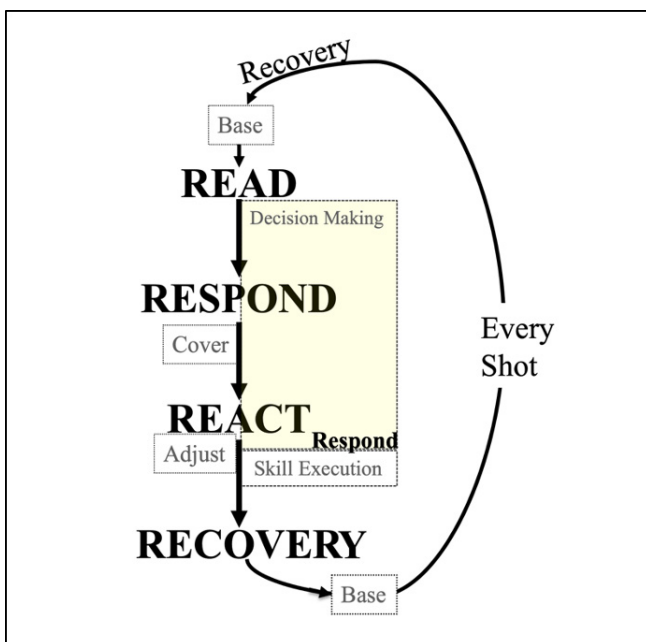 Recovery
Base
READ
Decision Making
RESPOND
Cover
Every
Shot
REACT
Respond
Adjust
Skill Execution
RECOVERY
Base